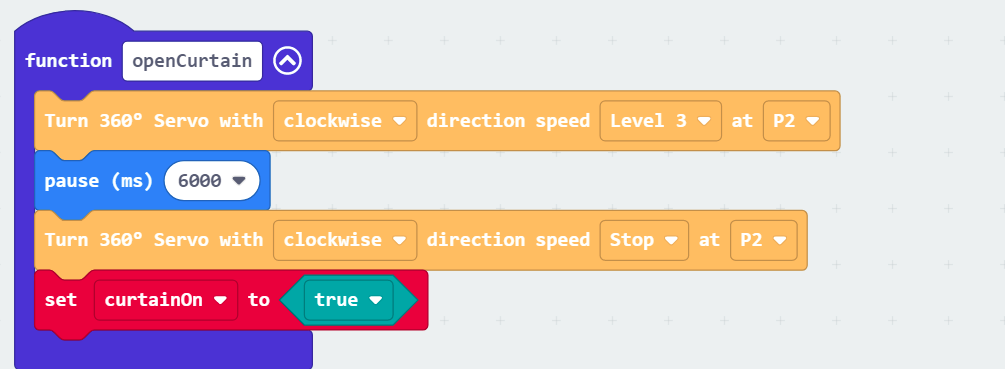 function openCurtain
Turn 360° Servo with clockwise direction speed Level 3 at P2
pause (ms) 6000
Turn 360° Servo with clockwise direction speed Stop at P2
set curtainOn to true